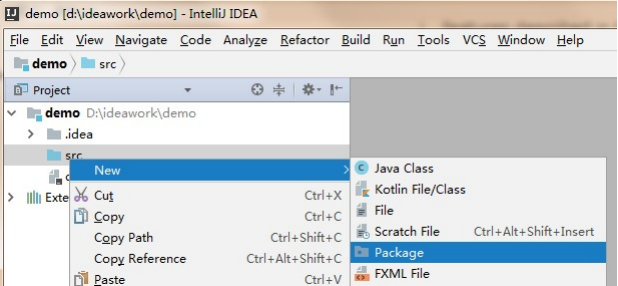 demo [d:\ideawork\demo] - IntelliJ IDEA
File Edit View Navigate Code Analyze Refactor Build Run Tools VCS Window Help
demo src
Project
demo D:\ideawork\demo
.idea
src
New
Java Class
Cut Ctrl+X
Kotlin File/Class
Copy Ctrl+C
File
Copy Path Ctrl+Shift+C
Scratch File Ctrl+Alt+Shift+Insert
Copy Reference Ctrl+Alt+Shift+C
Package
Paste Ctrl+V
FXML File
Exte